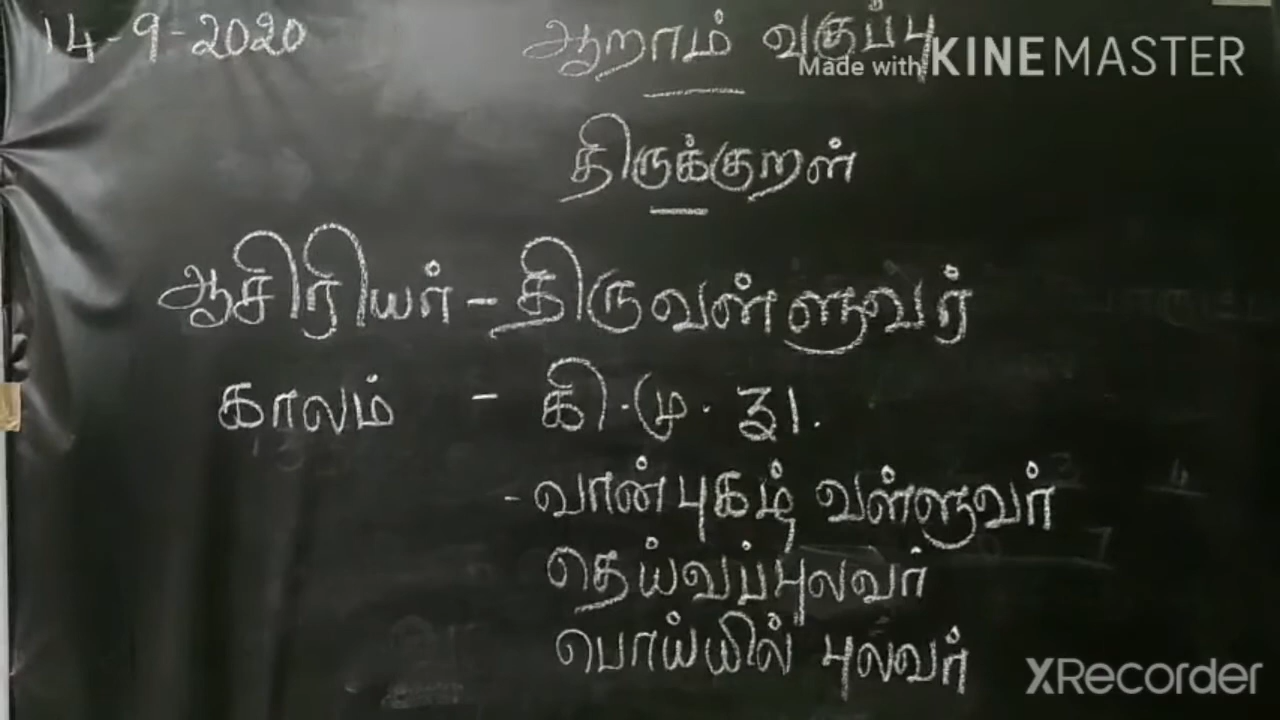 14-9-2020
ஆறாம் வகுப்பு
Made with KINEMASTER
திருக்குறள்
ஆசிரியர் - திருவள்ளுவர்
காலம் - கி.மு. 31.
- வான்புகழ் வள்ளுவர்
தெய்வப்புலவர்
பொய்யில் புலவர்
XRecorder